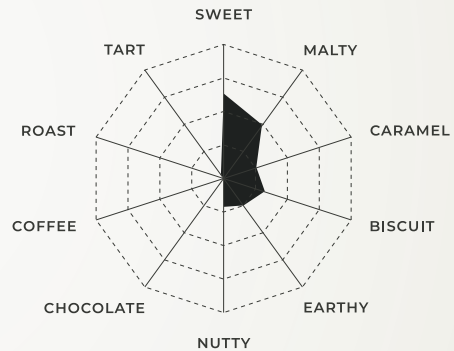 SWEET
TART
MALTY
ROAST
CARAMEL
COFFEE
BISCUIT
CHOCOLATE
EARTHY
NUTTY